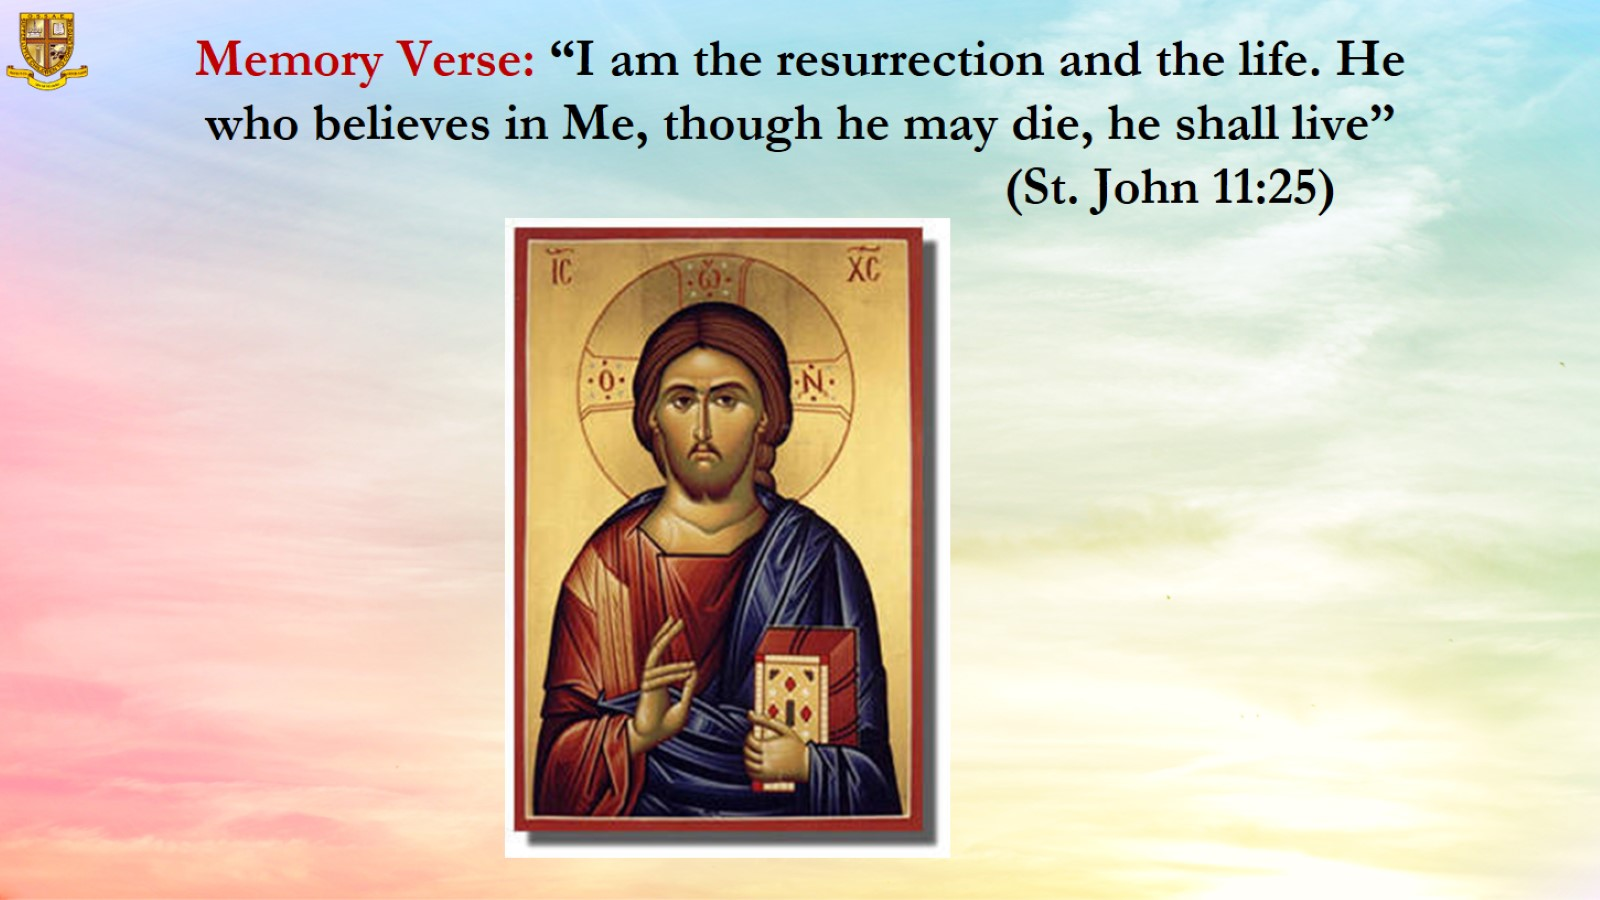 Memory Verse: “I am the resurrection and the life. He
who believes in Me, though he may die, he shall live”
(St. John 11:25)
IC XC
·ὤ·
·Ο· ·Ν·